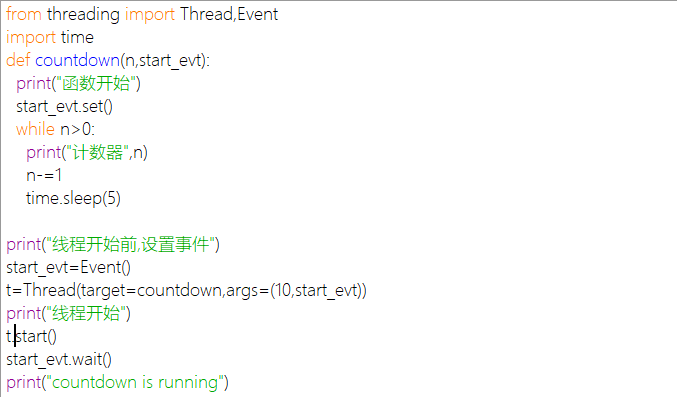 from threading import Thread,Event
import time
def countdown(n,start_evt):
  print("函数开始")
  start_evt.set()
  while n>0:
    print("计数器",n)
    n-=1
    time.sleep(5)

print("线程开始前,设置事件")
start_evt=Event()
t=Thread(target=countdown,args=(10,start_evt))
print("线程开始")
t.start()
start_evt.wait()
print("countdown is running")